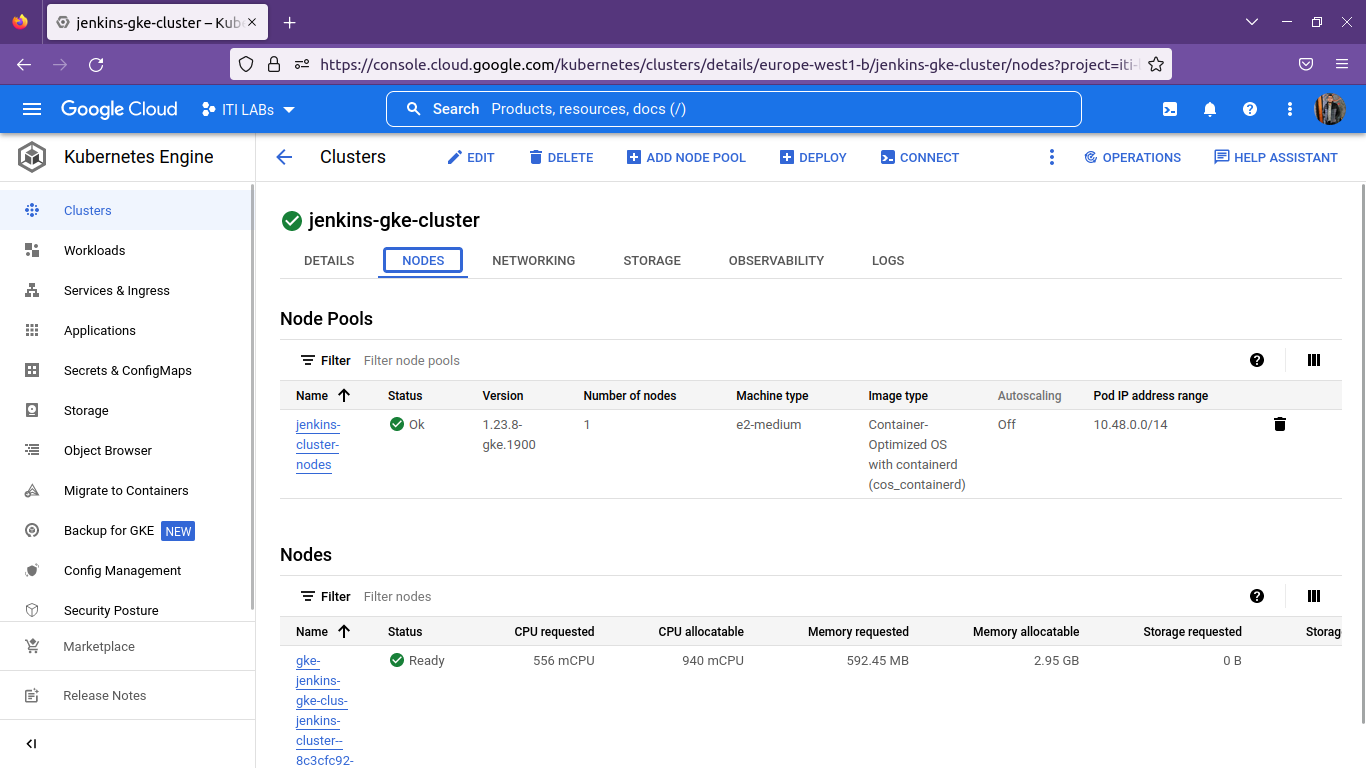 jenkins-gke-cluster – Kub
https://console.cloud.google.com/kubernetes/clusters/details/europe-west1-b/jenkins-gke-cluster/nodes?project=iti-
Google Cloud
ITI LABs
Search Products, resources, docs (/)
Kubernetes Engine
Clusters
EDIT
DELETE
ADD NODE POOL
DEPLOY
CONNECT
OPERATIONS
HELP ASSISTANT
Clusters
Workloads
Services & Ingress
Applications
Secrets & ConfigMaps
Storage
Object Browser
Migrate to Containers
Backup for GKE NEW
Config Management
Security Posture
Marketplace
Release Notes
jenkins-gke-cluster
DETAILS NODES NETWORKING STORAGE OBSERVABILITY LOGS
Node Pools
Filter Filter node pools
Name Status Version Number of nodes Machine type Image type Autoscaling Pod IP address range
jenkins- Ok 1.23.8- 1 e2-medium Container- Off 10.48.0.0/14
cluster- gke.1900 Optimized OS
nodes with containerd
(cos_containerd)
Nodes
Filter Filter nodes
Name Status CPU requested CPU allocatable Memory requested Memory allocatable Storage requested Storag
gke- Ready 556 mCPU 940 mCPU 592.45 MB 2.95 GB 0 B
jenkins-
gke-clus-
jenkins-
cluster--
8c3cfc92-